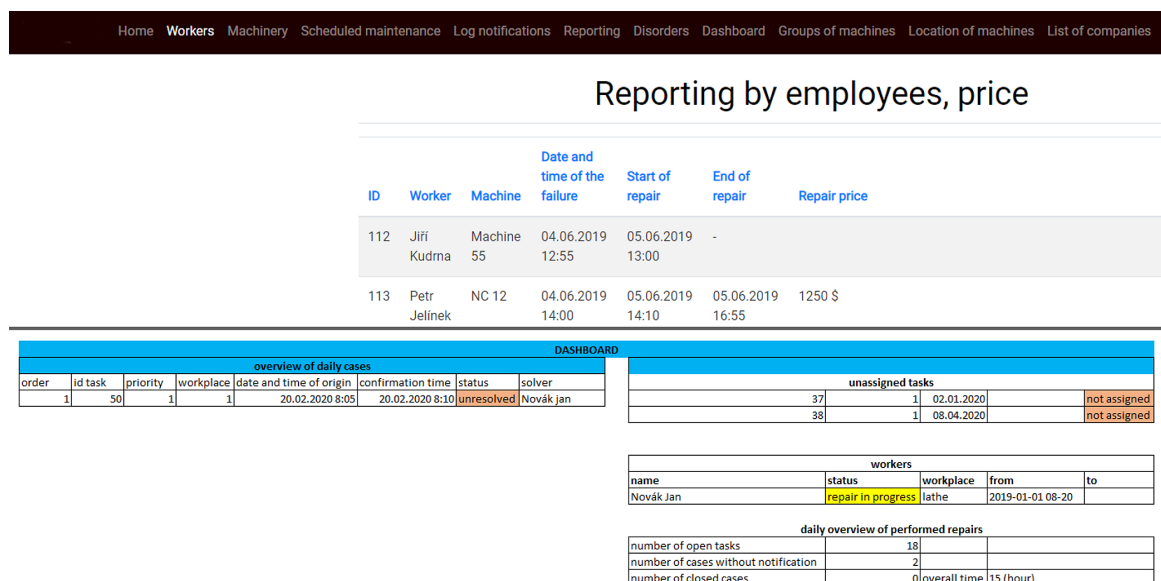 Home Workers Machinery Scheduled maintenance Log notifications Reporting Disorders Dashboard Groups of machines Location of machines List of companies
Reporting by employees, price
ID Worker Machine Date and time of the failure Start of repair End of repair Repair price
112 Jiří Kudrna Machine 55 04.06.2019 12:55 05.06.2019 13:00 -
113 Petr Jelínek NC 12 04.06.2019 14:00 05.06.2019 14:10 05.06.2019 16:55 1250 $
DASHBOARD
overview of daily cases
order id task priority workplace date and time of origin confirmation time status solver
1 50 1 1 20.02.2020 8:05 20.02.2020 8:10 unresolved Novák jan
unassigned tasks
37 1 02.01.2020 not assigned
38 1 08.04.2020 not assigned
workers
name status workplace from to
Novák Jan repair in progress lathe 2019-01-01 08-20
daily overview of performed repairs
number of open tasks 18
number of cases without notification 2
number of closed cases 0 overall time 15 (hour)